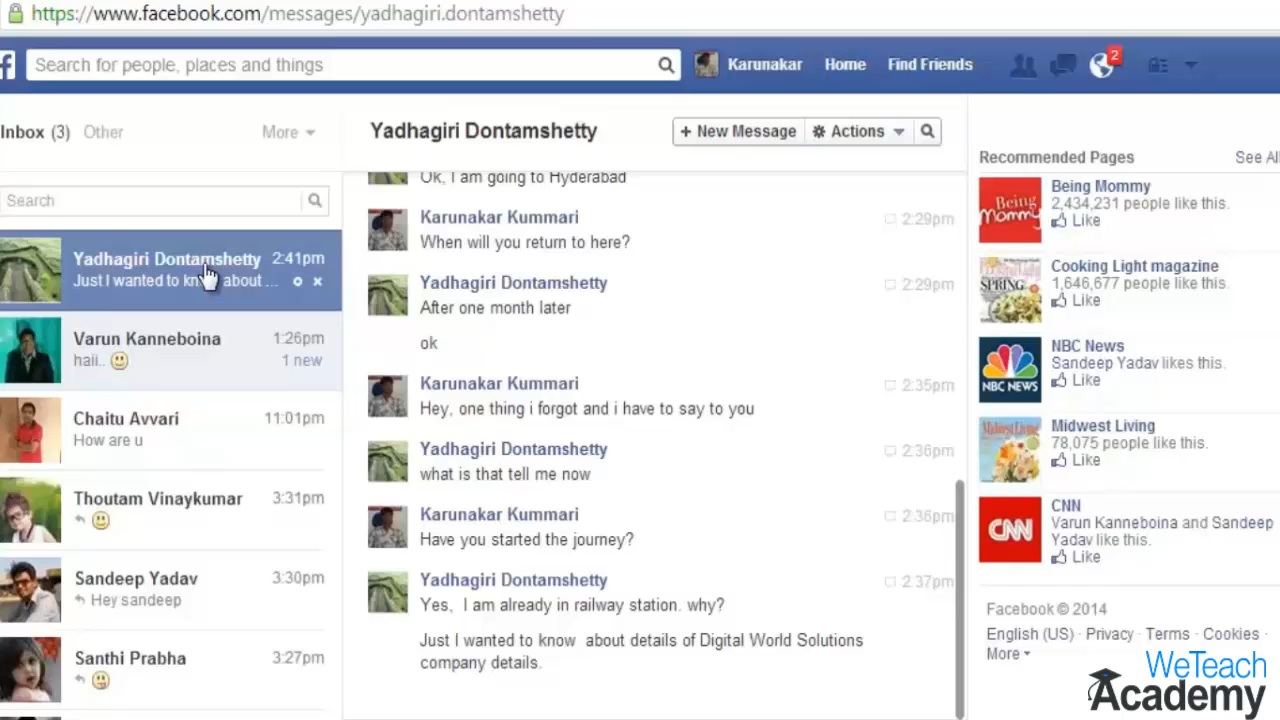 https://www.facebook.com/messages/yadhagiri.dontamshetty
f
Search for people, places and things
Karunakar
Home
Find Friends
2
Inbox (3)
Other
More
Search
Yadhagiri Dontamshetty
2:41pm
Just I wanted to about ...
Varun Kanneboina
1:26pm
haii..
1 new
Chaitu Avvari
11:01pm
How are u
Thoutam Vinaykumar
3:31pm
Sandeep Yadav
3:30pm
Hey sandeep
Santhi Prabha
3:27pm
Yadhagiri Dontamshetty
+ New Message
Actions
Ok, I am going to Hyderabad
Karunakar Kummari
2:29pm
When will you return to here?
Yadhagiri Dontamshetty
2:29pm
After one month later
ok
Karunakar Kummari
2:35pm
Hey, one thing i forgot and i have to say to you
Yadhagiri Dontamshetty
2:36pm
what is that tell me now
Karunakar Kummari
2:36pm
Have you started the journey?
Yadhagiri Dontamshetty
2:37pm
Yes, I am already in railway station. why?
Just I wanted to know about details of Digital World Solutions
company details.
Recommended Pages
See All
Being Mommy
Being Mommy
2,434,231 people like this.
Like
SPRING
Cooking Light magazine
1,646,677 people like this.
Like
NBC NEWS
NBC News
Sandeep Yadav likes this.
Like
Midwest Living
Midwest Living
78,075 people like this.
Like
CNN
CNN
Varun Kanneboina and Sandeep
Yadav like this.
Like
Facebook © 2014
English (US) · Privacy · Terms · Cookies ·
More
WeTeach
Academy